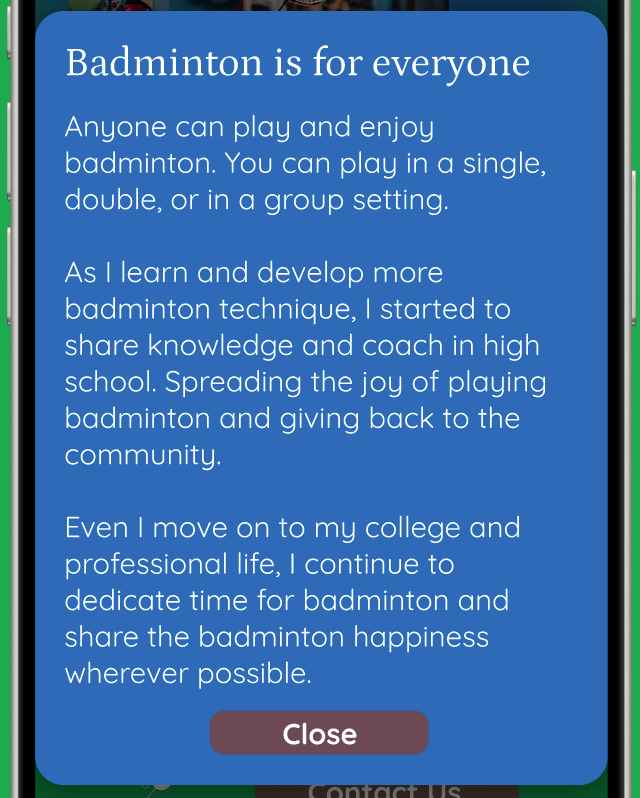 Badminton is for everyone
Anyone can play and enjoy
badminton. You can play in a single,
double, or in a group setting.
As I learn and develop more
badminton technique, I started to
share knowledge and coach in high
school. Spreading the joy of playing
badminton and giving back to the
community.
Even I move on to my college and
professional life, I continue to
dedicate time for badminton and
share the badminton happiness
wherever possible.
Close
Contact Us